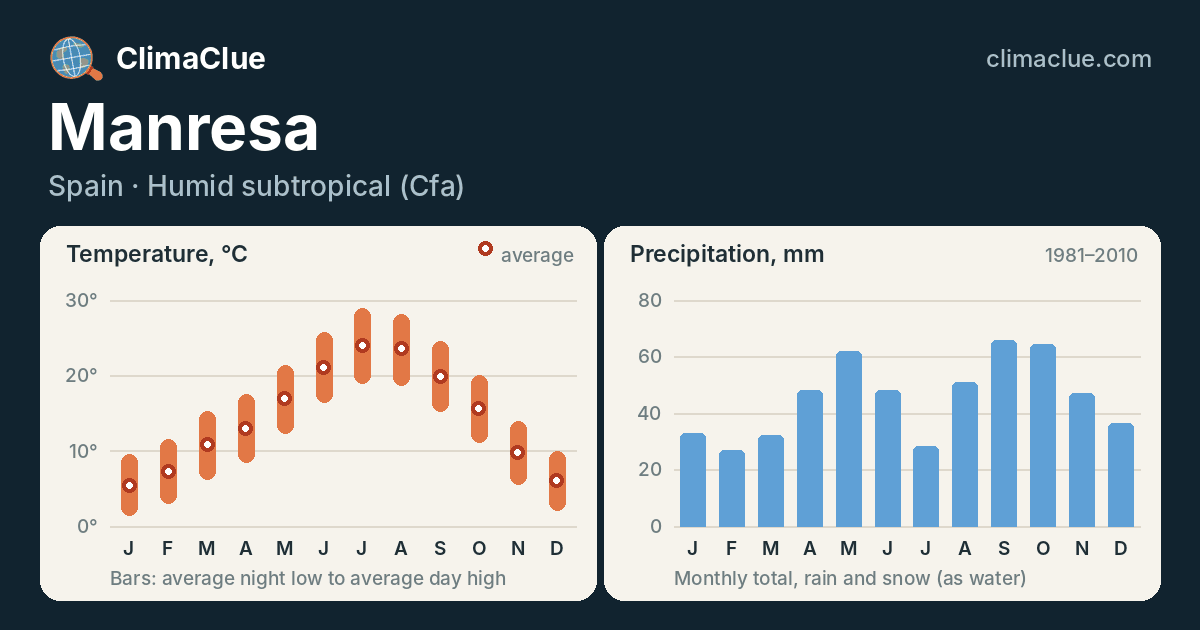 ClimaClue
climaclue.com
Manresa
Spain · Humid subtropical (Cfa)
Temperature, °C
average
30°
20°
10°
0°
J F M A M J J A S O N D
Bars: average night low to average day high
Precipitation, mm
1981–2010
80
60
40
20
0
J F M A M J J A S O N D
Monthly total, rain and snow (as water)